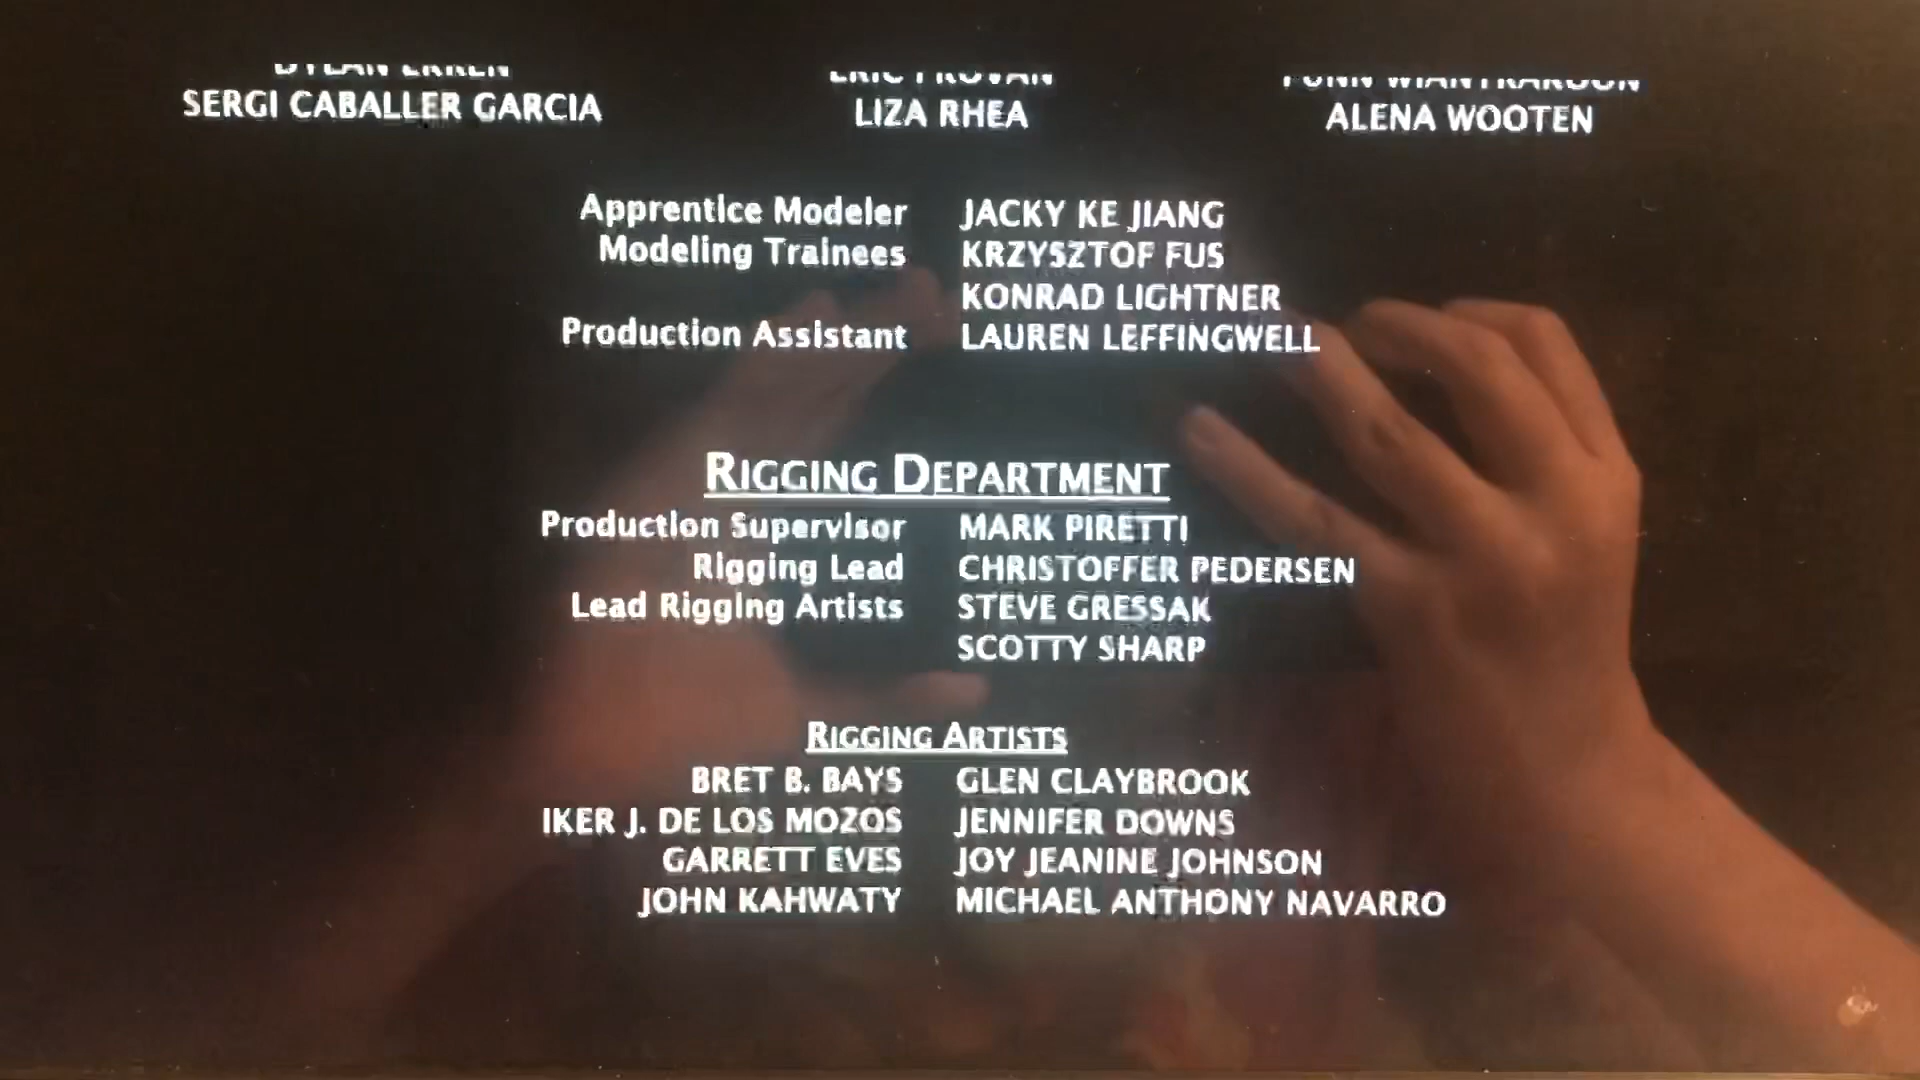 SERGI CABALLER GARCIA LIZA RHEA ALENA WOOTEN
Apprentice Modeler JACKY KE JIANG
Modeling Trainees KRZYSZTOF FUS
KONRAD LIGHTNER
Production Assistant LAUREN LEFFINGWELL
RIGGING DEPARTMENT
Production Supervisor MARK PIRETTI
Rigging Lead CHRISTOFFER PEDERSEN
Lead Rigging Artists STEVE GRESSAK
SCOTTY SHARP
RIGGING ARTISTS
BRET B. BAYS GLEN CLAYBROOK
IKER J. DE LOS MOZOS JENNIFER DOWNS
GARRETT EVES JOY JEANINE JOHNSON
JOHN KAHWATY MICHAEL ANTHONY NAVARRO